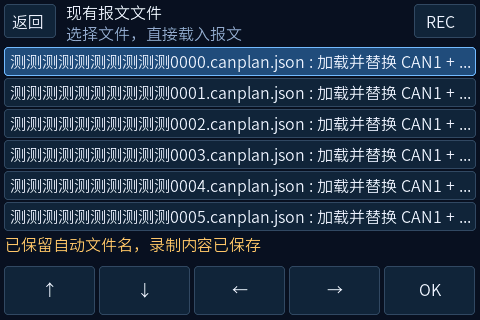 返回
现有报文文件
选择文件，直接载入报文
REC
测测测测测测测测测测0000.canplan.json : 加载并替换 CAN1 + ...
测测测测测测测测测测0001.canplan.json : 加载并替换 CAN1 + ...
测测测测测测测测测测0002.canplan.json : 加载并替换 CAN1 + ...
测测测测测测测测测测0003.canplan.json : 加载并替换 CAN1 + ...
测测测测测测测测测测0004.canplan.json : 加载并替换 CAN1 + ...
测测测测测测测测测测0005.canplan.json : 加载并替换 CAN1 + ...
已保留自动文件名，录制内容已保存
↑ ↓ ← → OK